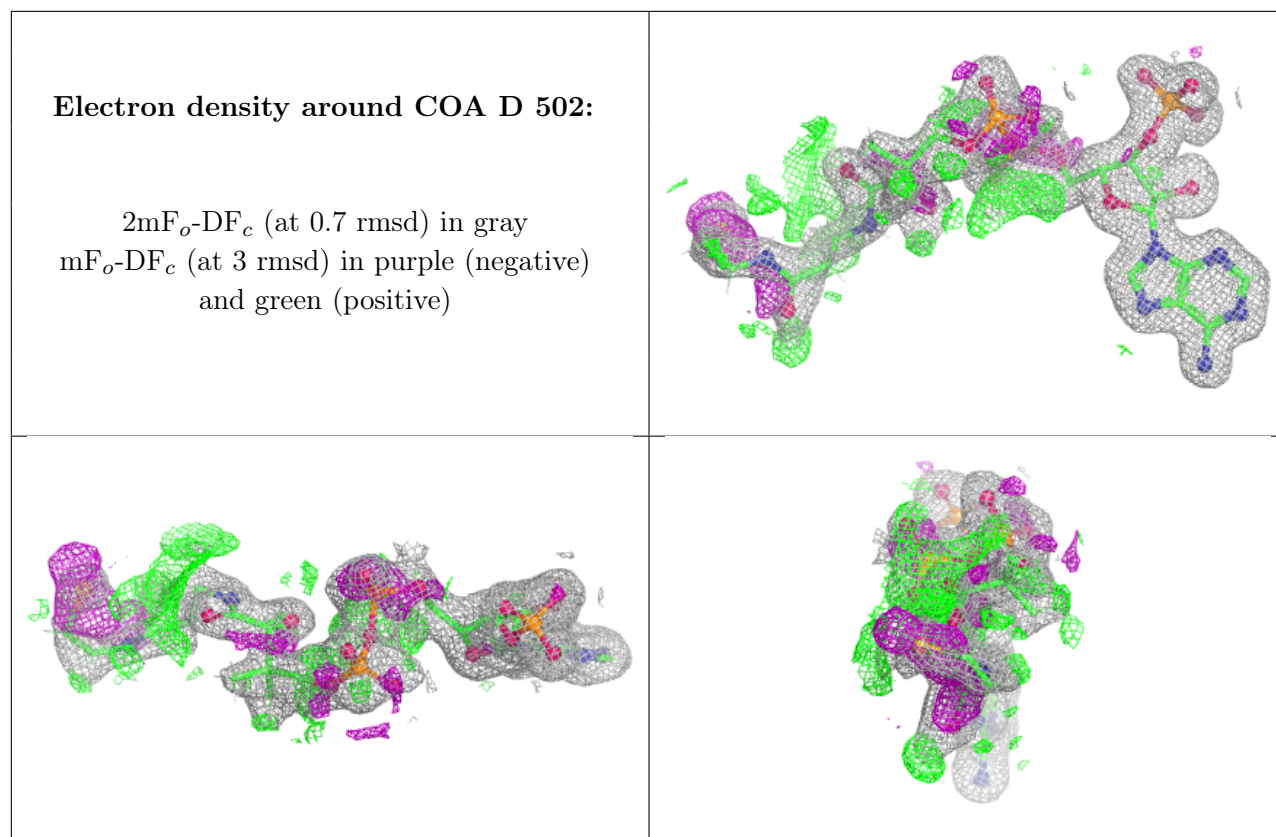 Electron density around COA D 502:
2mFo-DFc (at 0.7 rmsd) in gray
mFo-DFc (at 3 rmsd) in purple (negative)
and green (positive)